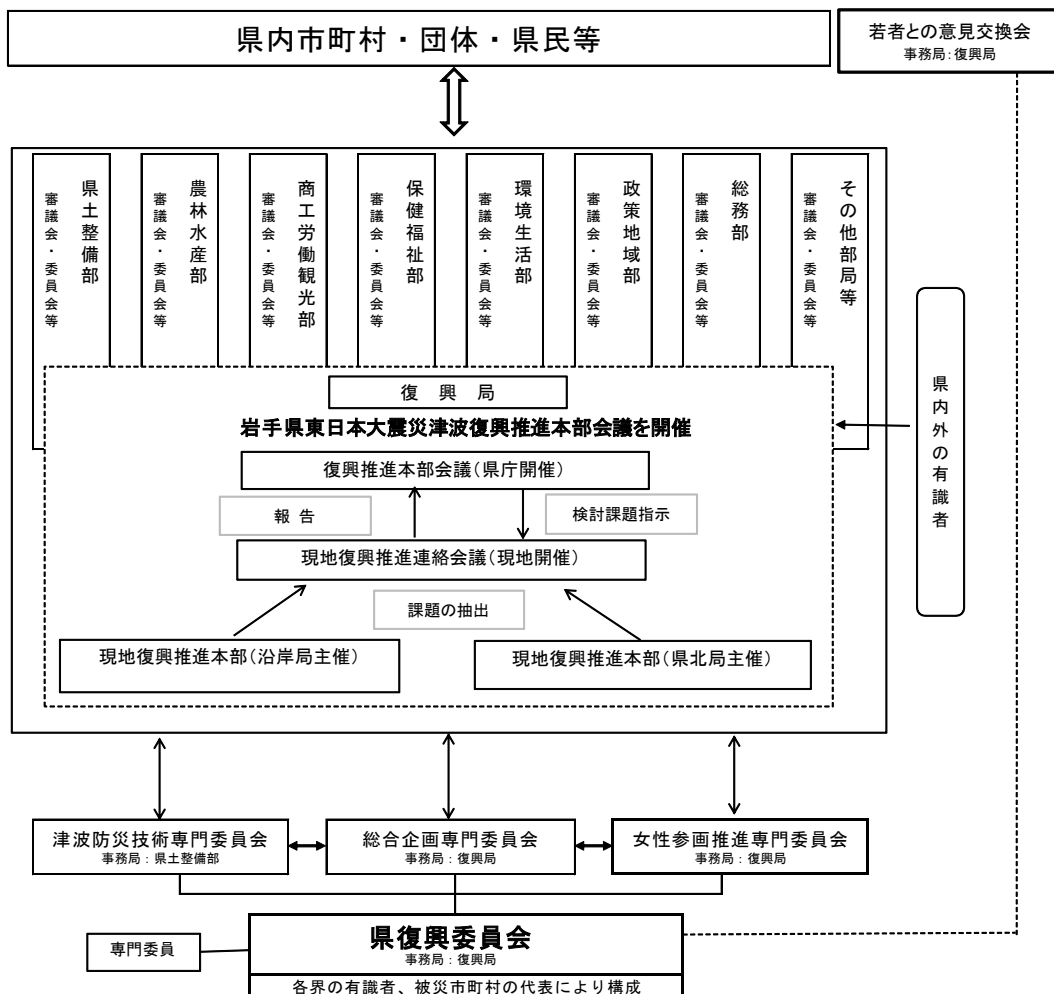 県内市町村・団体・県民等
若者との意見交換会
事務局：復興局
県土整備部
審議会・委員会等
農林水産部
審議会・委員会等
商工労働観光部
審議会・委員会等
保健福祉部
審議会・委員会等
環境生活部
審議会・委員会等
政策地域部
審議会・委員会等
総務部
審議会・委員会等
その他部局等
審議会・委員会等
県内外の有識者
復 興 局
岩手県東日本大震災津波復興推進本部会議を開催
復興推進本部会議（県庁開催）
報 告
検討課題指示
現地復興推進連絡会議（現地開催）
課題の抽出
現地復興推進本部（沿岸局主催）
現地復興推進本部（県北局主催）
津波防災技術専門委員会
事務局：県土整備部
総合企画専門委員会
事務局：復興局
女性参画推進専門委員会
事務局：復興局
専門委員
県復興委員会
事務局：復興局
各界の有識者、被災市町村の代表により構成